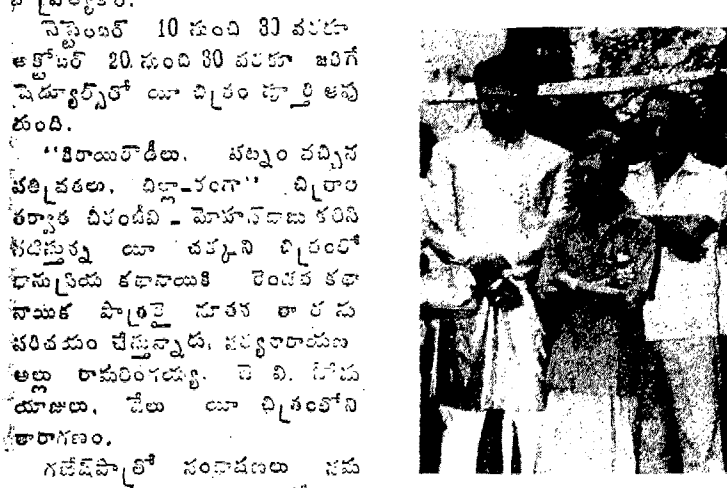 సెప్టెంబర్ 10 నుంచి 30 వరకూ
అక్టోబర్ 20 నుంచి 30 వరకూ జరిగే
షెడ్యూల్స్‌తో యీ చిత్రం పూర్తి అవు
తుంది.
"కిరాయిరౌడీలు, పట్నం వచ్చిన
పతివ్రతలు, బిల్లా-రంగా" చిత్రాల
తర్వాత చిరంజీవి - మోహన్‌బాబు కలిసి
నటిస్తున్న యీ చక్కని చిత్రంలో
భానుప్రియ కథానాయికి రెండవ కథా
నాయిక పాత్రకై నూతన తారను
పరిచయం చేస్తున్నాడు. సత్యనారాయణ
అల్లు రామలింగయ్య. జె. వి. సోమ
యాజులు, యీ చిత్రంలోని
తారాగణం.
గణేష్‌పాత్రో సంభాషణలు సమ